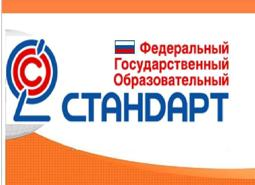 Федеральный
Государственный
Образовательный
СТАНДАРТ